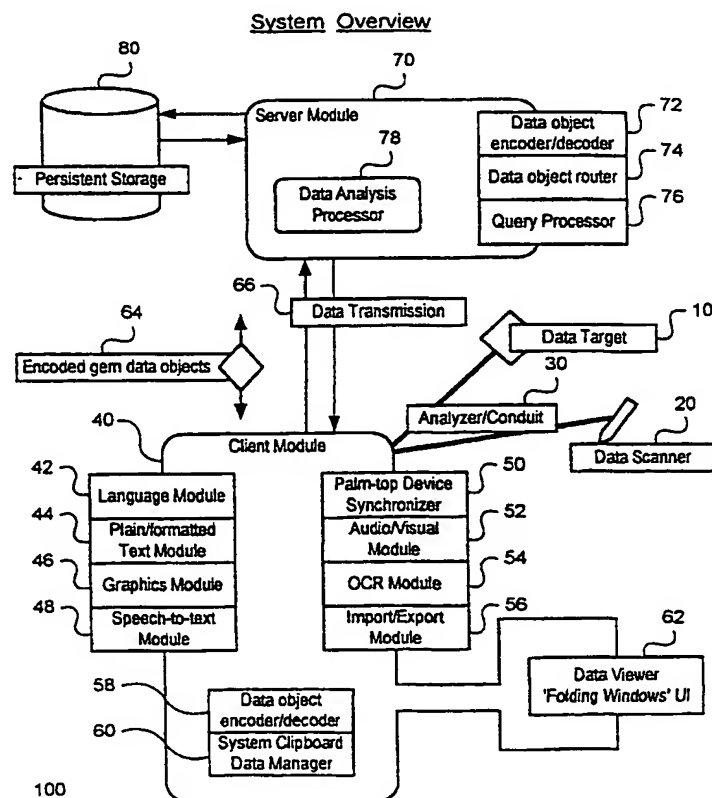 System Overview
80
70
Server Module
72
Data object
encoder/decoder
74
Data object router
76
Query Processor
78
Data Analysis
Processor
Persistent Storage
66
Data Transmission
64
Encoded gem data objects
10
Data Target
30
Analyzer/Conduit
20
Data Scanner
40
Client Module
42
Language Module
44
Plain/formatted
Text Module
46
Graphics Module
48
Speech-to-text
Module
50
Palm-top Device
Synchronizer
52
Audio/Visual
Module
54
OCR Module
56
Import/Export
Module
62
Data Viewer
'Folding Windows' UI
58
Data object
encoder/decoder
60
System Clipboard
Data Manager
100